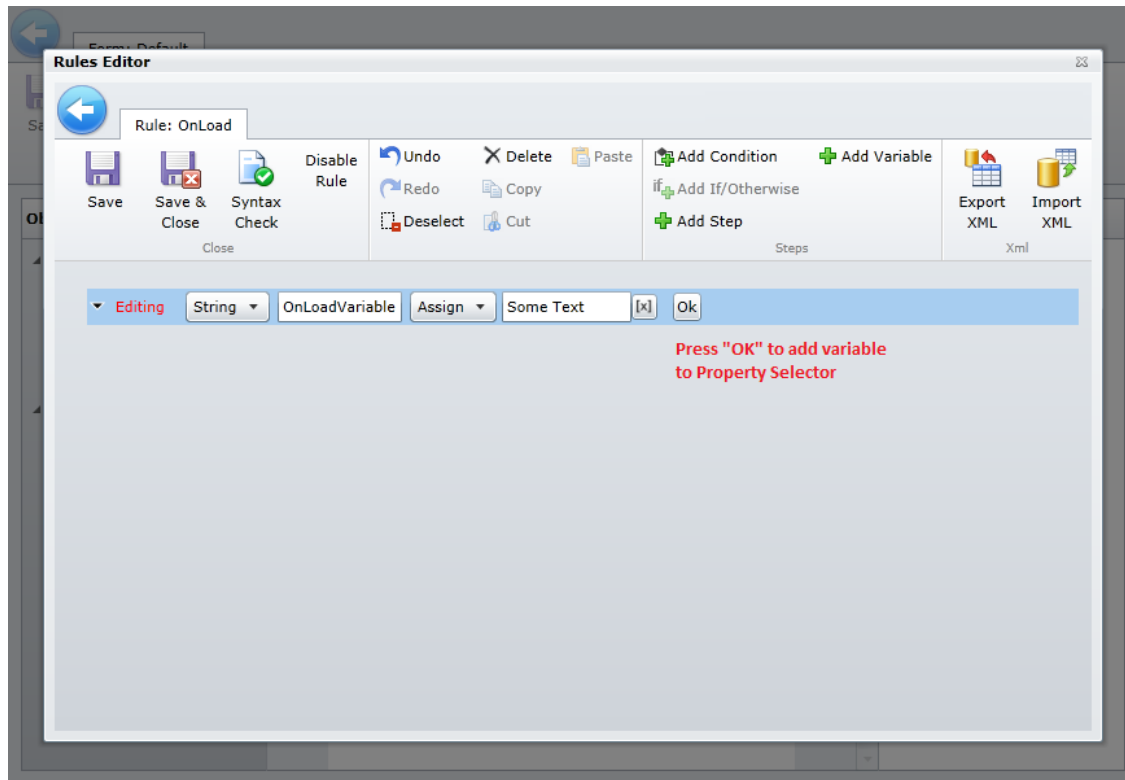 Form: Default
Rules Editor
Rule: OnLoad
Save
Save &
Close
Syntax
Check
Disable
Rule
Close
Undo
Delete
Paste
Redo
Copy
Deselect
Cut
Add Condition
Add Variable
if Add If/Otherwise
Add Step
Steps
Export
XML
Import
XML
Xml
Editing String OnLoadVariable Assign Some Text [x] Ok
Press "OK" to add variable
to Property Selector